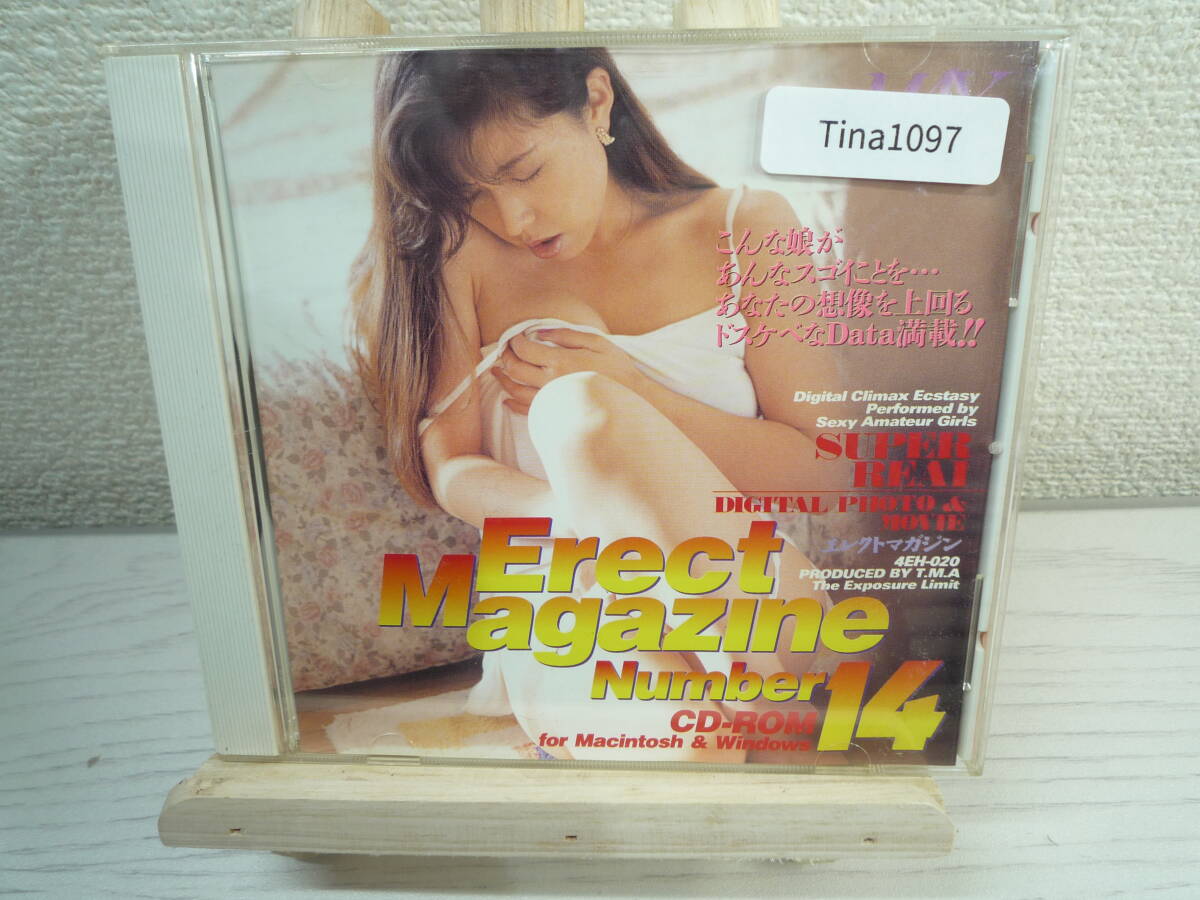 Tina1097
こんな娘が
あんなスゴイことを…
あなたの想像を上回る
ドスケベなData満載!!
Digital Climax Ecstasy
Performed by
Sexy Amateur Girls
SUPER
REAL
DIGITAL PHOTO &
MOVIE
エレクトマガジン
4EH-020
PRODUCED BY T.M.A
The Exposure Limit
Erect
Magazine
Number 14
CD-ROM
for Macintosh & Windows